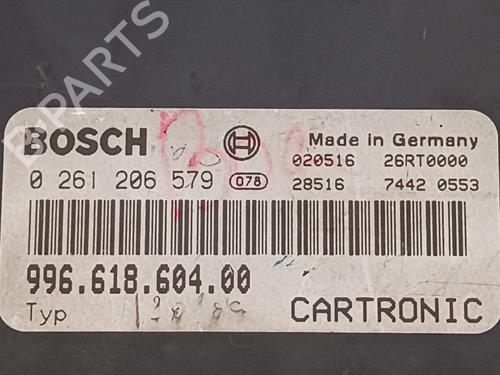 B-PARTS
BOSCH Made in Germany
020516 26RT0000
0 261 206 579 078 28516 7442 0553
996.618.604.00
Typ CARTRONIC